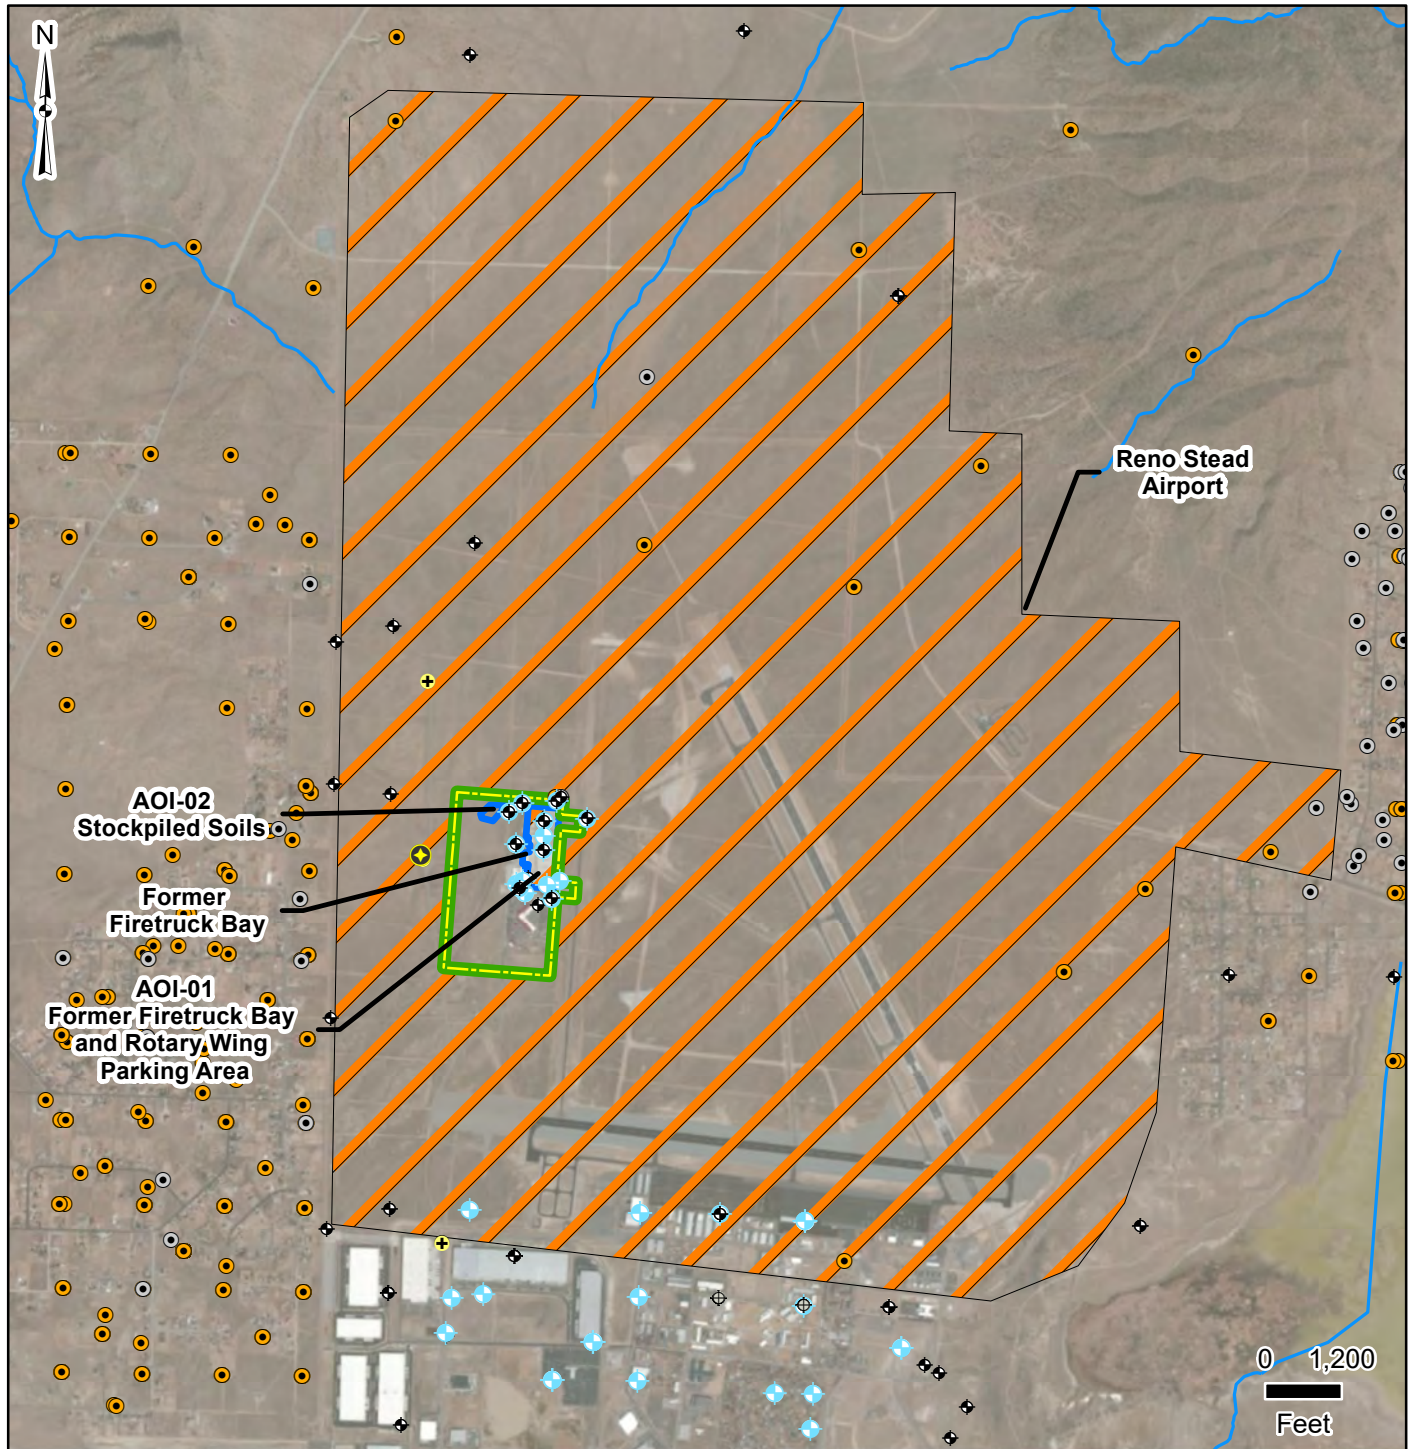 N
Reno Stead
Airport
AOI-02
Stockpiled Soils
Former
Firetruck Bay
AOI-01
Former Firetruck Bay
and Rotary Wing
Parking Area
0 1,200
Feet